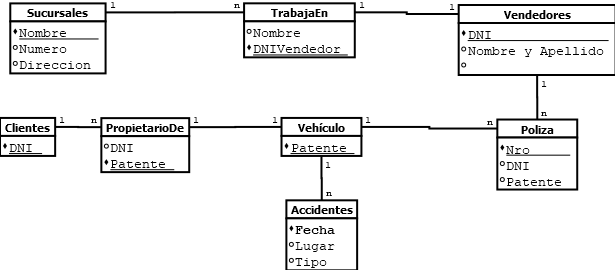 Sucursales
Nombre
Numero
Direccion
1
n
TrabajaEn
Nombre
DNIVendedor
1
1
Vendedores
DNI
Nombre y Apellido
1
n
Clientes
DNI
1
n
PropietarioDe
DNI
Patente
1
1
Vehículo
Patente
1
n
Poliza
Nro
DNI
Patente
1
n
Accidentes
Fecha
Lugar
Tipo